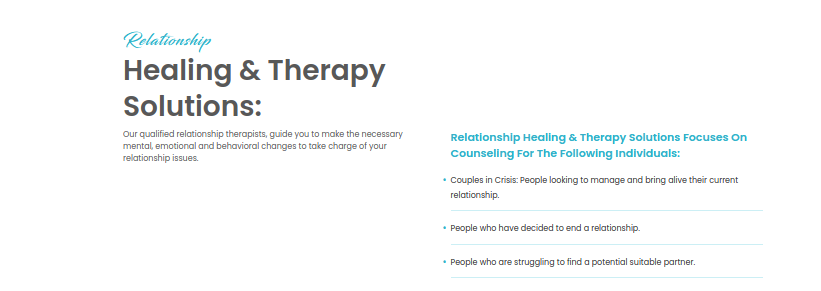 Relationship
Healing & Therapy
Solutions:
Our qualified relationship therapists, guide you to make the necessary
mental, emotional and behavioral changes to take charge of your
relationship issues.
Relationship Healing & Therapy Solutions Focuses On
Counseling For The Following Individuals:
• Couples in Crisis: People looking to manage and bring alive their current
relationship.
• People who have decided to end a relationship.
• People who are struggling to find a potential suitable partner.